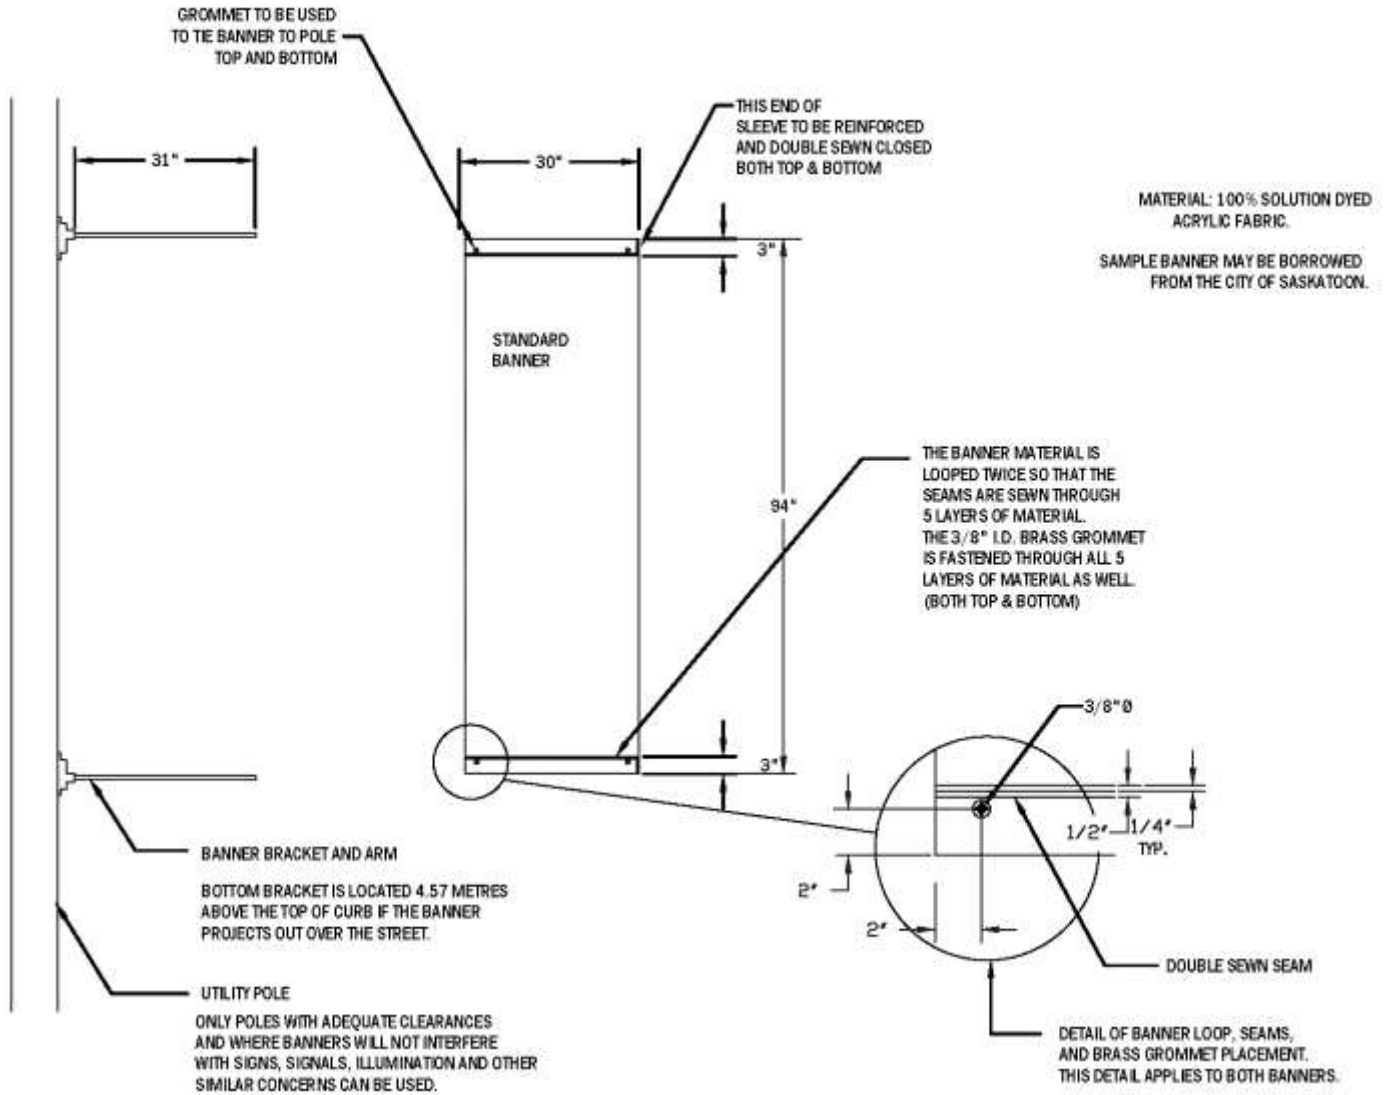 GROMMET TO BE USED
TO TIE BANNER TO POLE
TOP AND BOTTOM
THIS END OF
SLEEVE TO BE REINFORCED
AND DOUBLE SEWN CLOSED
BOTH TOP & BOTTOM
31"
30"
MATERIAL: 100% SOLUTION DYED
ACRYLIC FABRIC.
3"
SAMPLE BANNER MAY BE BORROWED
FROM THE CITY OF SASKATOON.
STANDARD
BANNER
THE BANNER MATERIAL IS
LOOPED TWICE SO THAT THE
SEAMS ARE SEWN THROUGH
5 LAYERS OF MATERIAL.
THE 3/8" I.D. BRASS GROMMET
IS FASTENED THROUGH ALL 5
LAYERS OF MATERIAL AS WELL.
(BOTH TOP & BOTTOM)
94"
3"
3/8"Ø
1/2"
1/4"
TYP.
2"
2"
BANNER BRACKET AND ARM
BOTTOM BRACKET IS LOCATED 4.57 METRES
ABOVE THE TOP OF CURB IF THE BANNER
PROJECTS OUT OVER THE STREET.
DOUBLE SEWN SEAM
UTILITY POLE
ONLY POLES WITH ADEQUATE CLEARANCES
AND WHERE BANNERS WILL NOT INTERFERE
WITH SIGNS, SIGNALS, ILLUMINATION AND OTHER
SIMILAR CONCERNS CAN BE USED.
DETAIL OF BANNER LOOP, SEAMS,
AND BRASS GROMMET PLACEMENT.
THIS DETAIL APPLIES TO BOTH BANNERS.